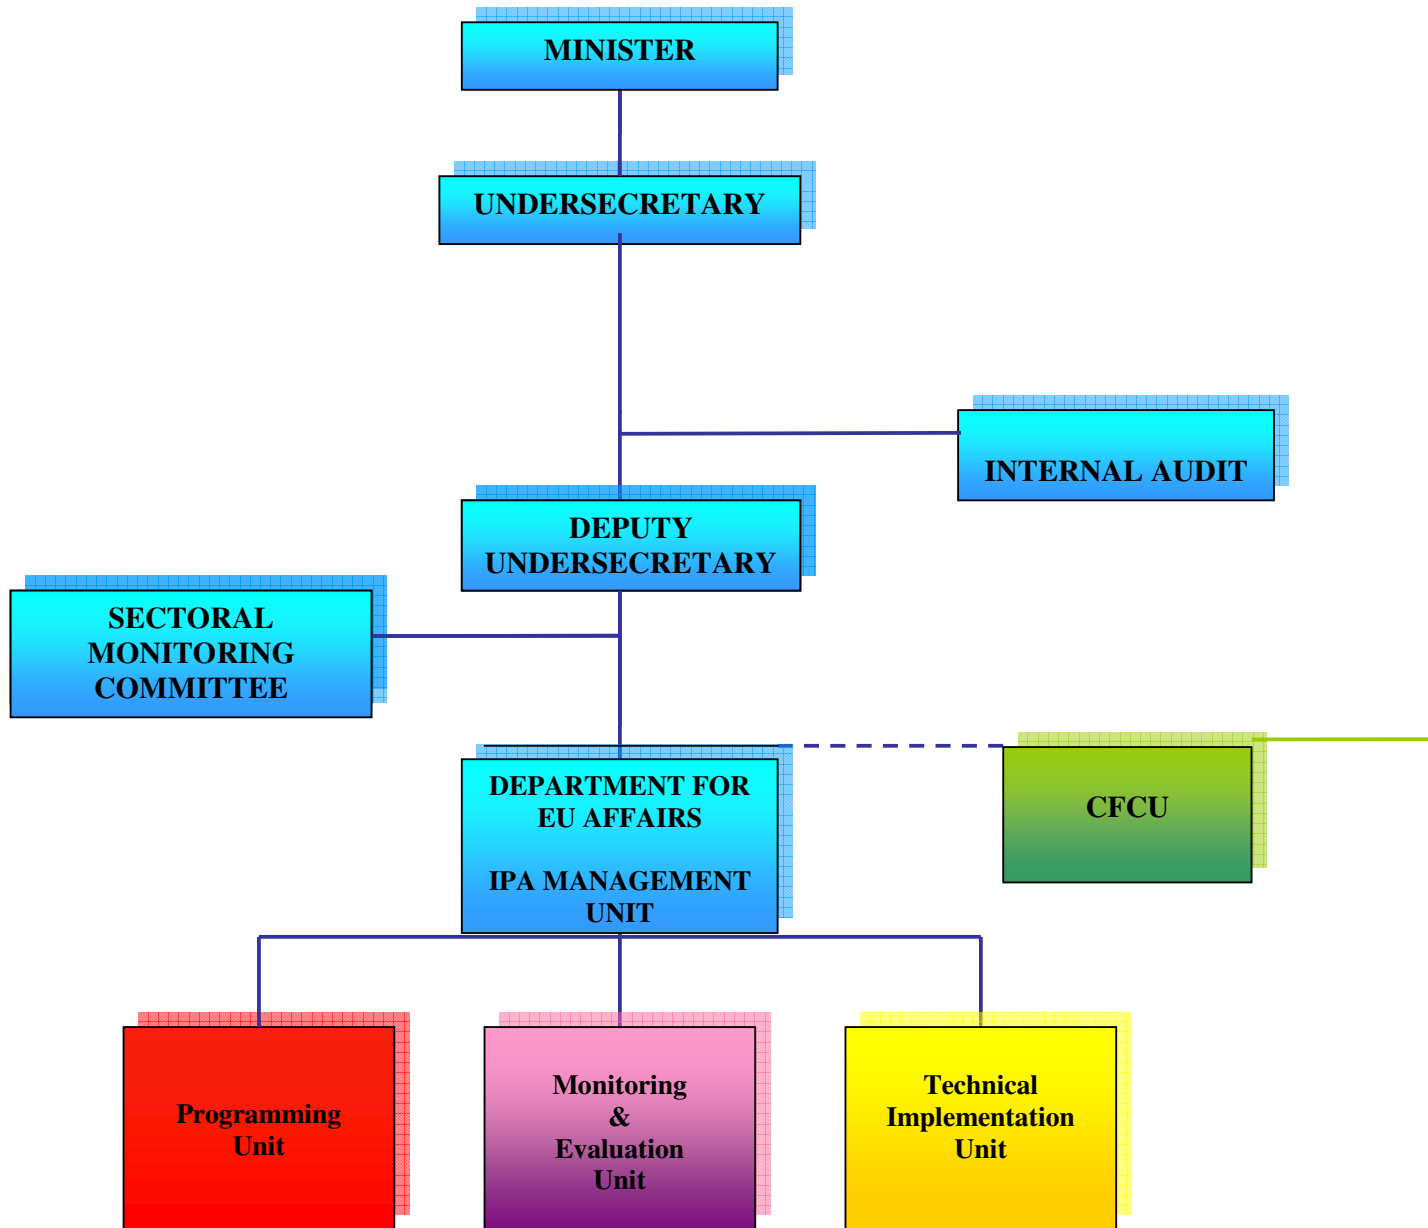 MINISTER
UNDERSECRETARY
INTERNAL AUDIT
DEPUTY
UNDERSECRETARY
SECTORAL
MONITORING
COMMITTEE
DEPARTMENT FOR
EU AFFAIRS
IPA MANAGEMENT
UNIT
CFCU
Programming
Unit
Monitoring
&
Evaluation
Unit
Technical
Implementation
Unit